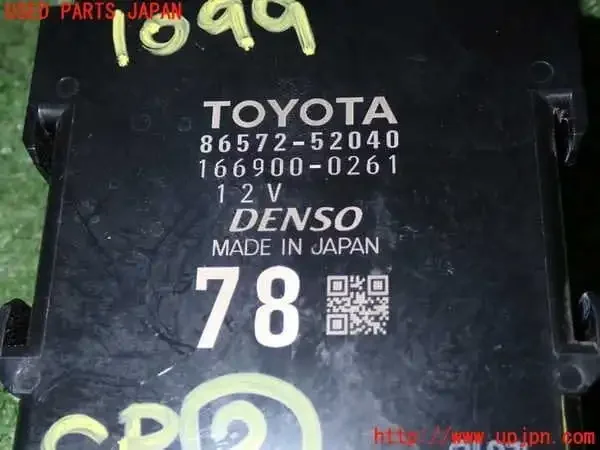 USED PARTS JAPAN
1099
TOYOTA
86572-52040
166900-0261
12V
DENSO
MADE IN JAPAN
78
2
http://www.upjpn.com/